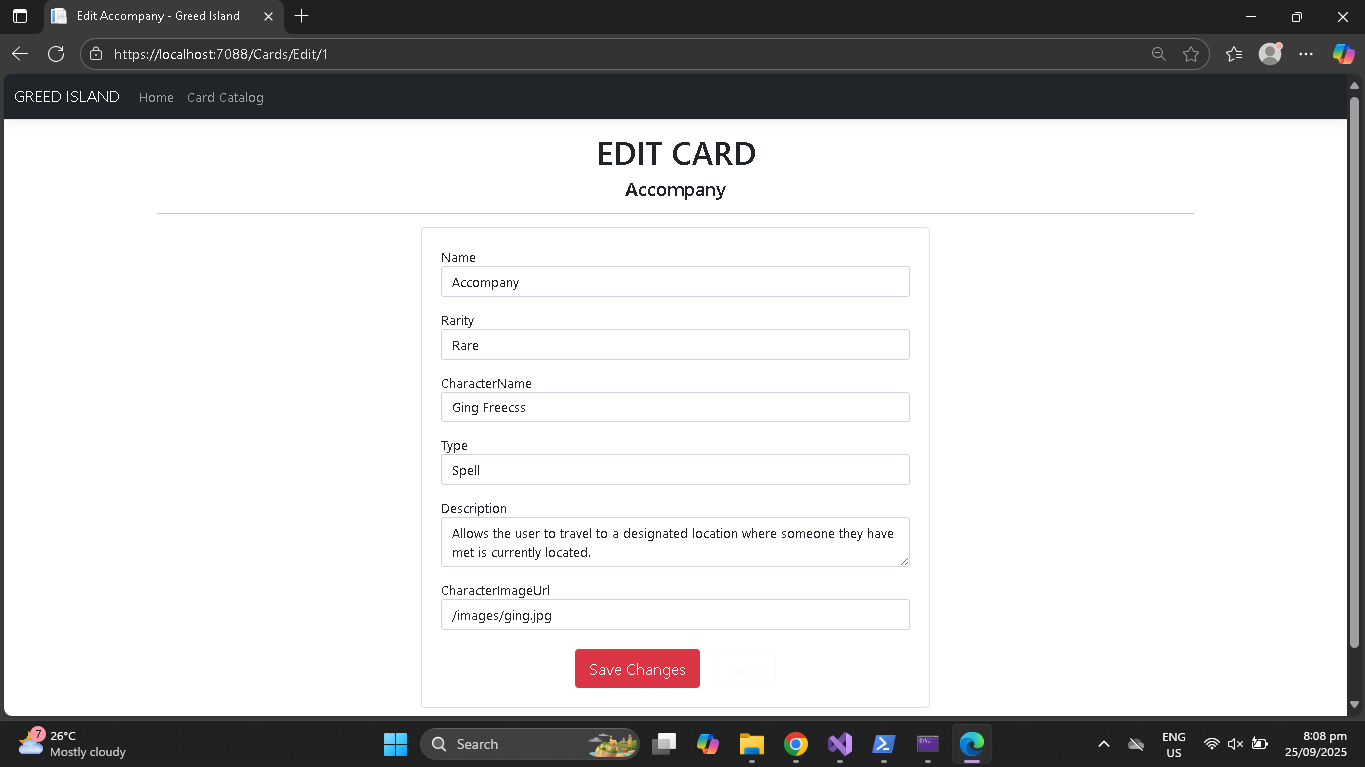 Edit Accompany - Greed Island
https://localhost:7088/Cards/Edit/1
GREED ISLAND Home Card Catalog
EDIT CARD
Accompany
Name
Accompany
Rarity
Rare
CharacterName
Ging Freecss
Type
Spell
Description
Allows the user to travel to a designated location where someone they have
met is currently located.
CharacterImageUrl
/images/ging.jpg
Save Changes Cancel
7
26°C
Mostly cloudy
Search
ENG
US
8:08 pm
25/09/2025